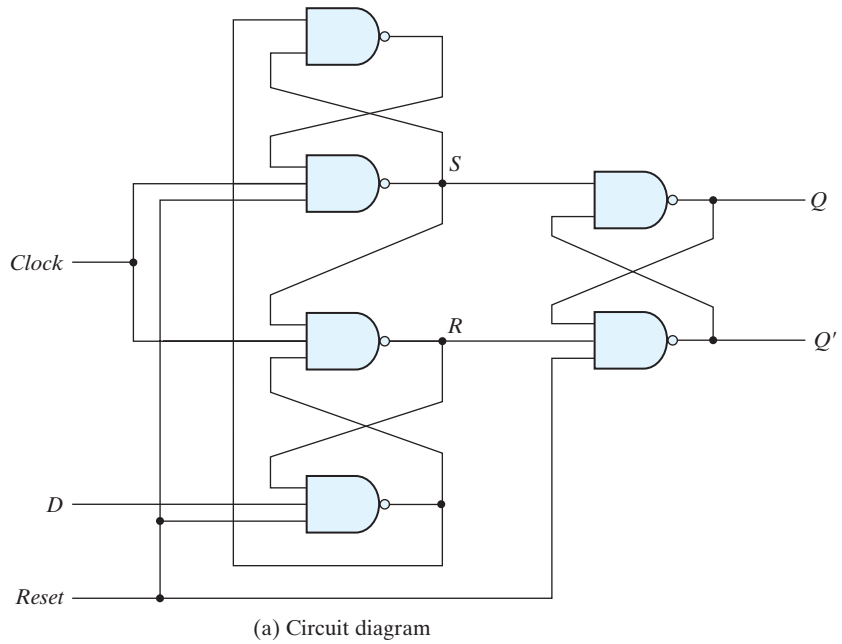 S
Q
Clock
R
Q′
D
Reset
(a) Circuit diagram